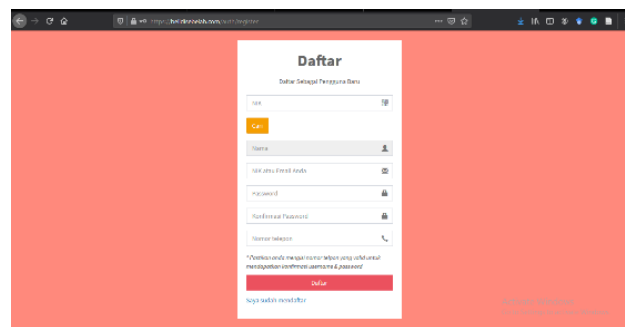 Daftar
Daftar Sebagai Pengguna Baru
NIK
Cari
Nama
NIK atau Email Anda
Password
Konfirmasi Password
Nomor telepon
* Pastikan anda mengisi nomor telpon yang valid untuk
mendapatkan konfirmasi username & password
Daftar
Saya sudah mendaftar